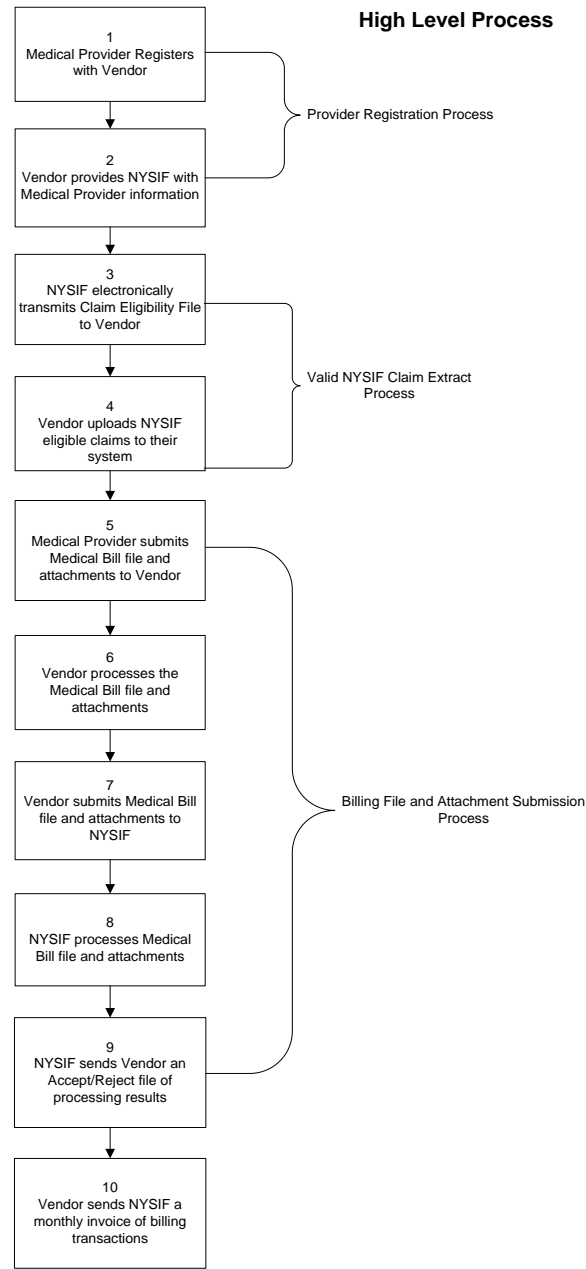 High Level Process
1
Medical Provider Registers
with Vendor
Provider Registration Process
2
Vendor provides NYSIF with
Medical Provider information
3
NYSIF electronically
transmits Claim Eligibility File
to Vendor
Valid NYSIF Claim Extract
Process
4
Vendor uploads NYSIF
eligible claims to their
system
5
Medical Provider submits
Medical Bill file and
attachments to Vendor
6
Vendor processes the
Medical Bill file and
attachments
7
Vendor submits Medical Bill
file and attachments to
NYSIF
Billing File and Attachment Submission
Process
8
NYSIF processes Medical
Bill file and attachments
9
NYSIF sends Vendor an
Accept/Reject file of
processing results
10
Vendor sends NYSIF a
monthly invoice of billing
transactions